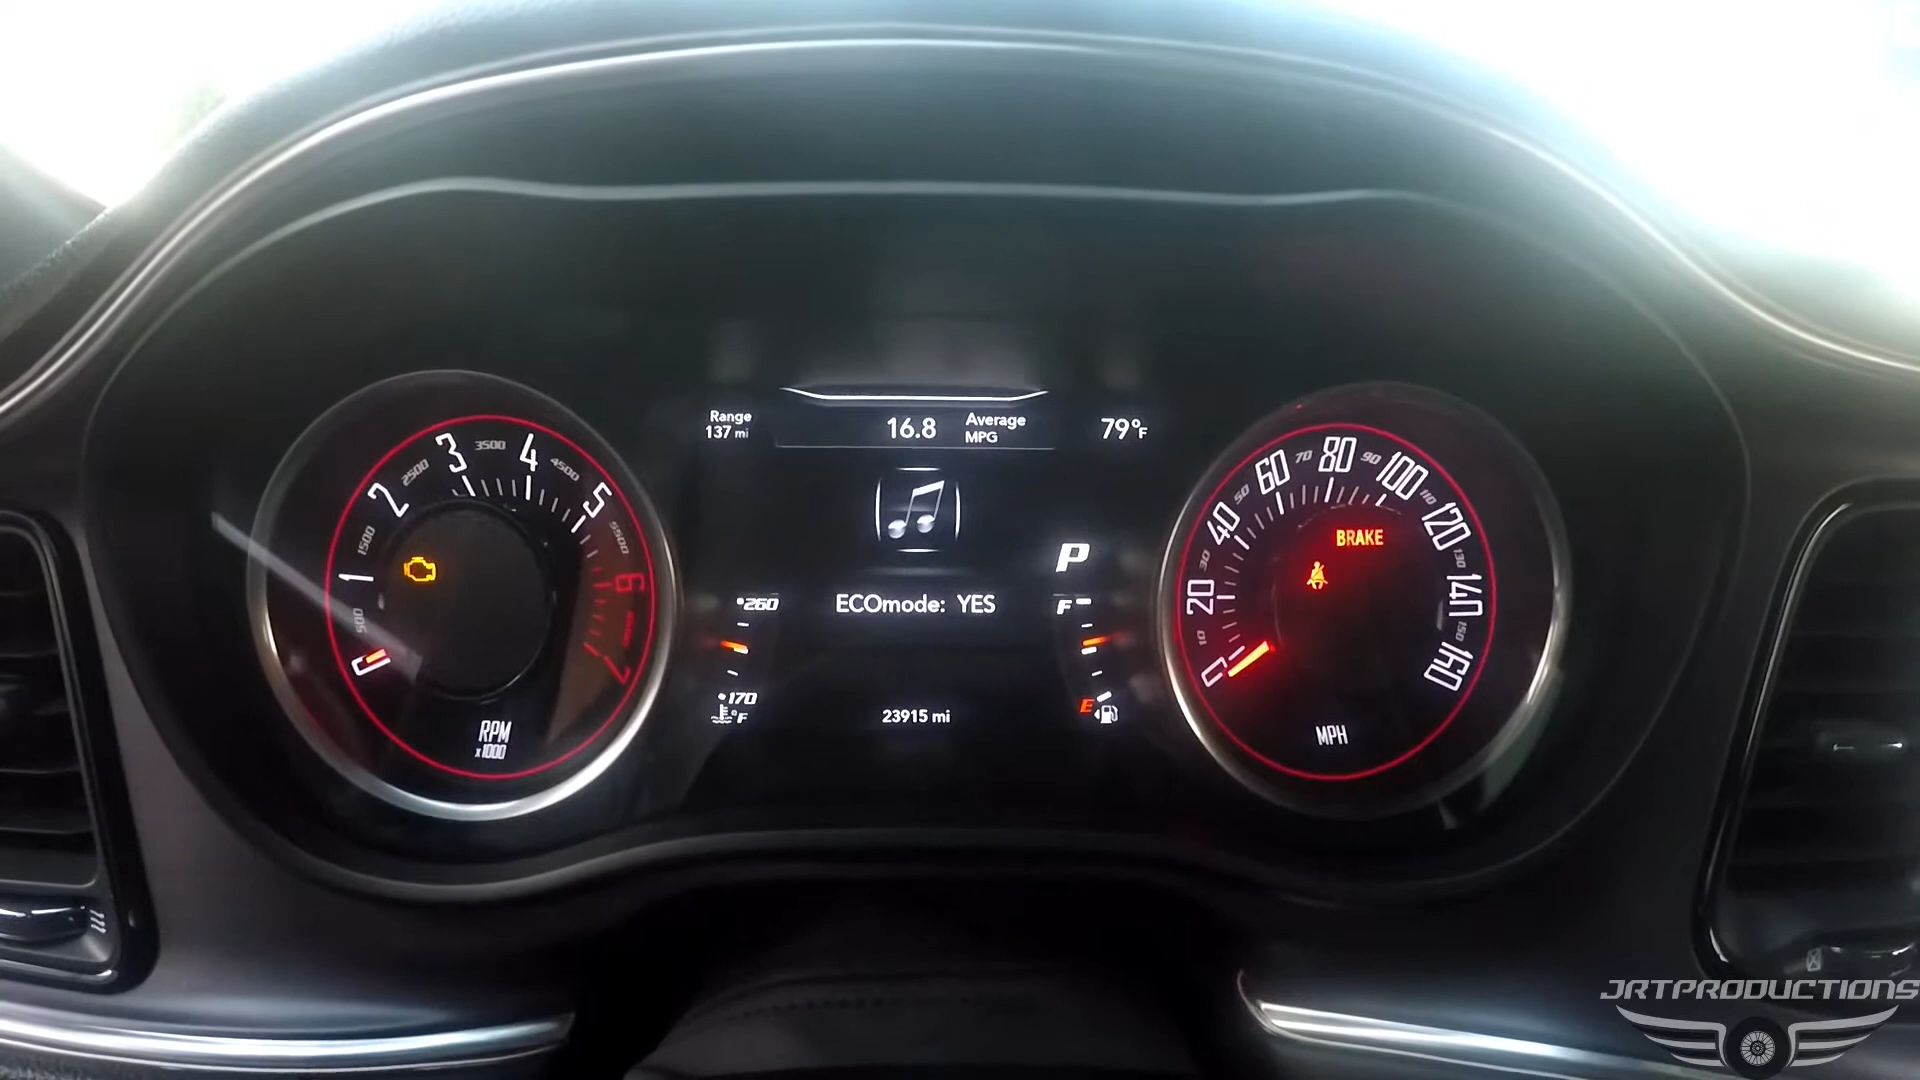 Range
137 mi
16.8
Average
MPG
79°F
500
1
1500
2
2500
3
3500
4
4500
5
5500
6
7
0
RPM
x1000
ECOmode: YES
P
260
170
°F
F
E
23915 mi
0
10
20
30
40
50
60
70
80
90
100
110
120
130
140
150
160
BRAKE
MPH
JRTPRODUCTIONS